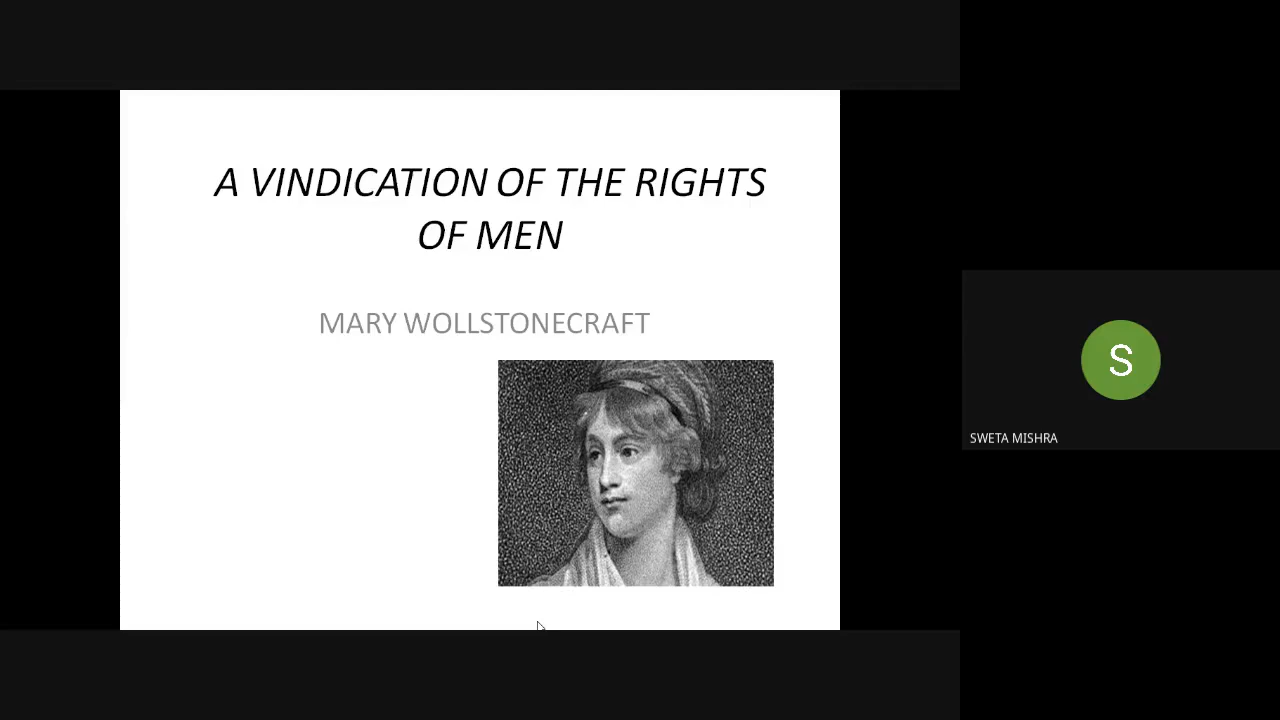 A VINDICATION OF THE RIGHTS
OF MEN
MARY WOLLSTONECRAFT
S
SWETA MISHRA